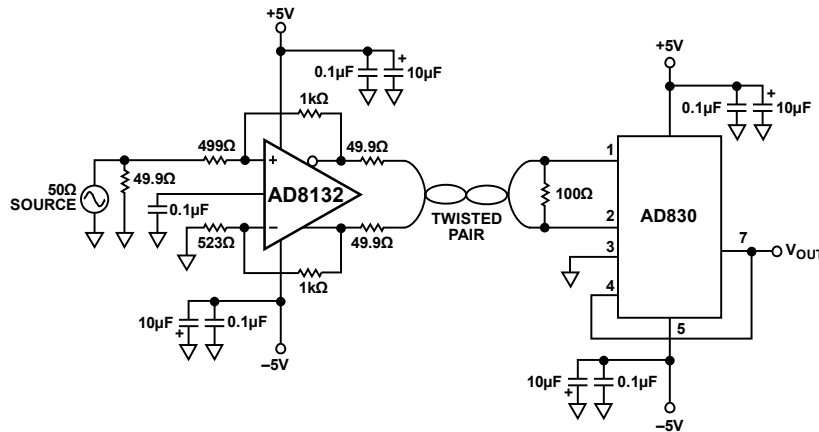 +5V
0.1µF
10µF
+
1kΩ
499Ω
49.9Ω
50Ω
SOURCE
49.9Ω
+
AD8132
0.1µF
−
523Ω
49.9Ω
1kΩ
10µF
+
0.1µF
–5V
TWISTED
PAIR
100Ω
+5V
0.1µF
10µF
+
1
2
3
4
AD830
7
VOUT
5
10µF
+
0.1µF
–5V